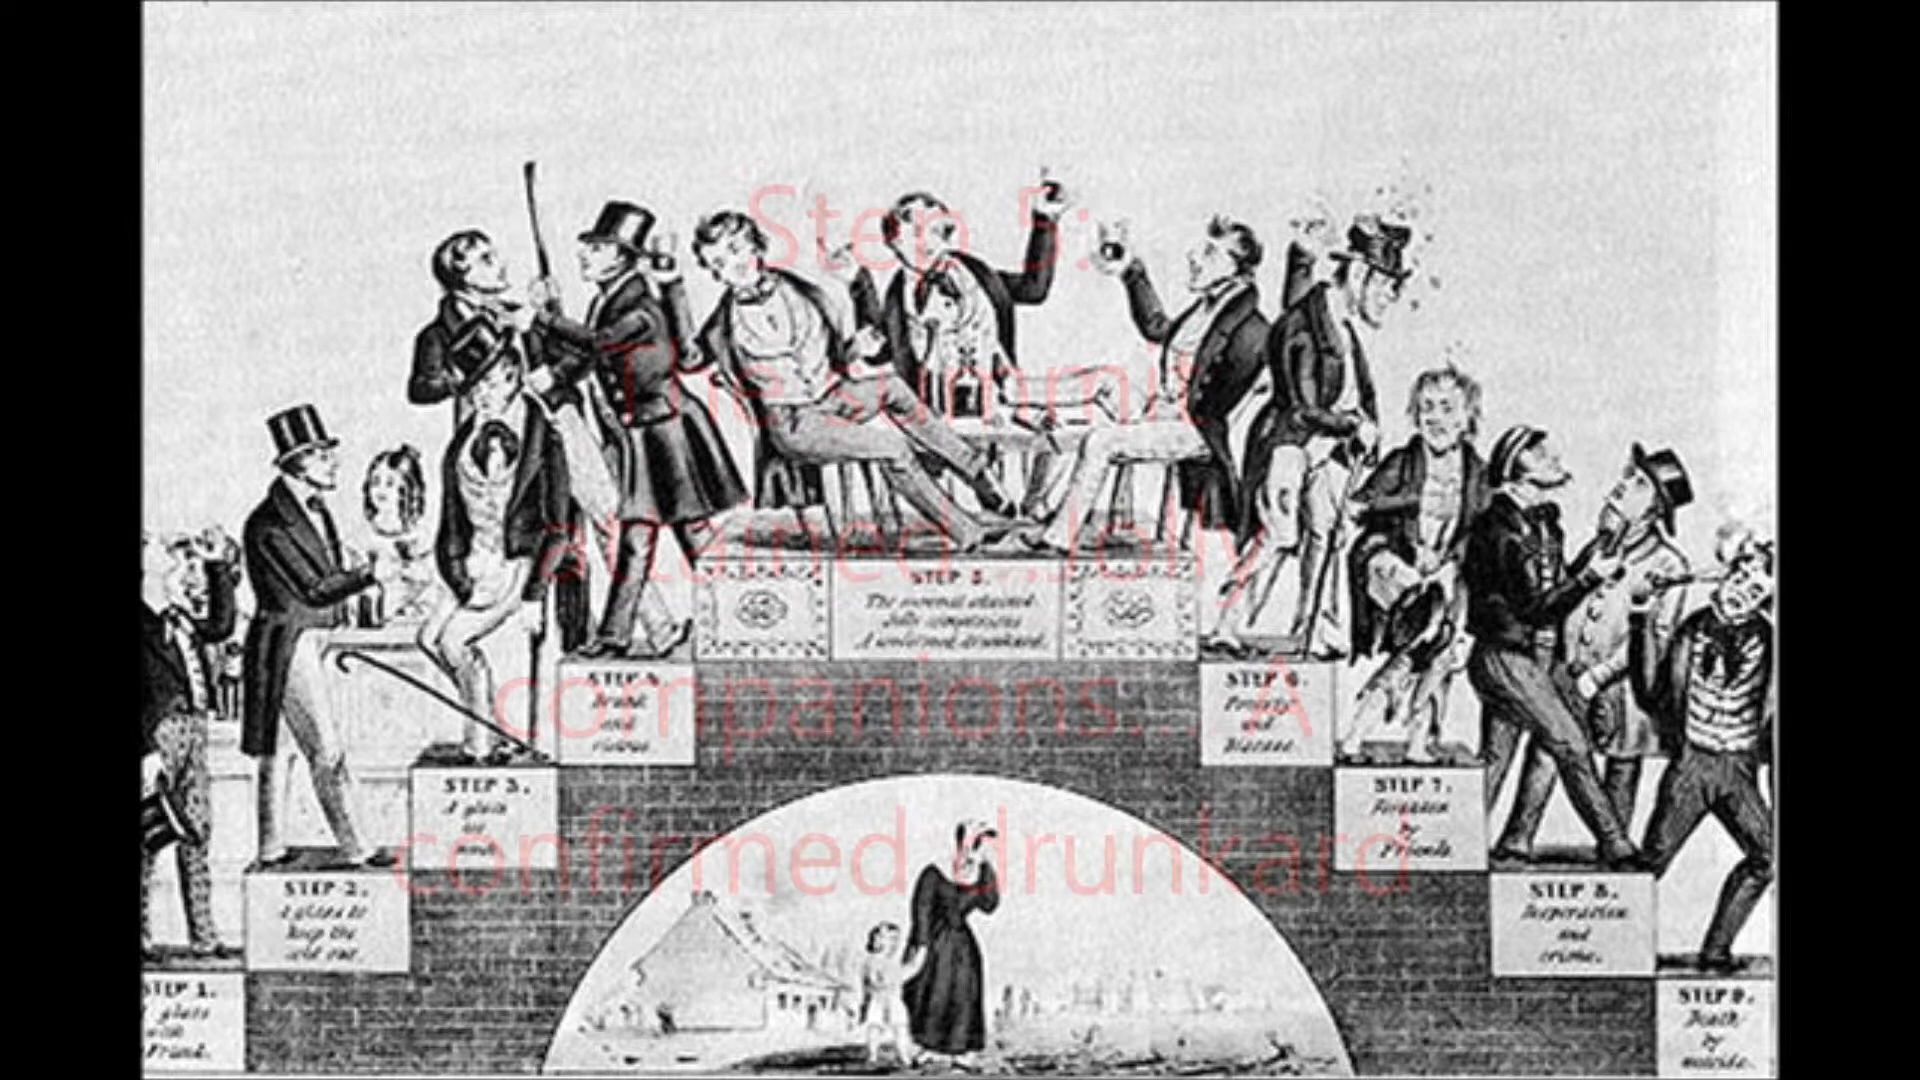 Step 5:
The summit
attained...Jolly
companions... A
confirmed drunkard
STEP 1.
glass
with
Friend.
STEP 2.
A glass to
keep the
cold out.
STEP 3.
A glass
too
much.
STEP 4.
Drunk
and
riotous.
STEP 5.
The summit attained.
Jolly companions.
A confirmed drunkard.
STEP 6.
Poverty
and
Disease.
STEP 7.
Forsaken
by
Friends.
STEP 8.
Desperation
and
crime.
STEP 9.
Death
by
suicide.